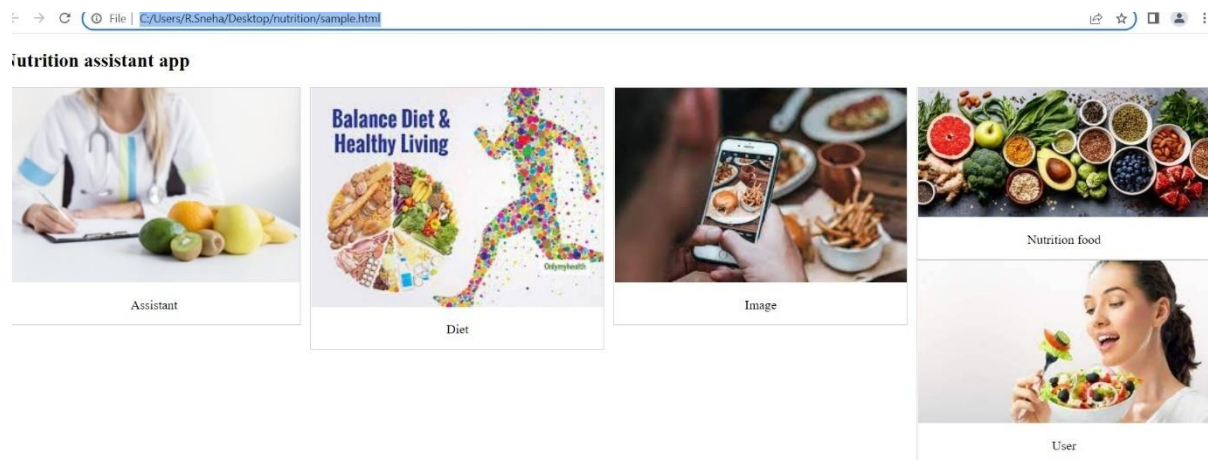 File | C:/Users/R.Sneha/Desktop/nutrition/sample.html
Nutrition assistant app
Balance Diet &
Healthy Living
Onlymyhealth
Assistant
Diet
Image
Nutrition food
User